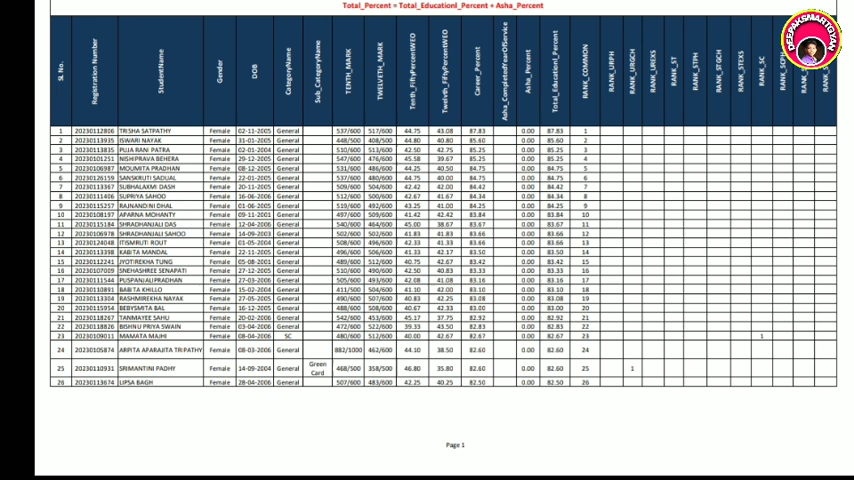 Total_Percent = Total_Educationl_Percent + Asha_Percent
DEEPAKSMARTGYAN
Sl. No. Registration Number StudentName Gender DOB CategoryName Sub_CategoryName TENTH_MARK TWELVETH_MARK Tenth_FiftyPercentWEO Twelvth_FiftyPercentWEO Career_Percent Asha_CompletedYearOfService Asha_Percent Total_Educationl_Percent RANK_COMMON RANK_URPH RANK_URGCH RANK_UREXS RANK_ST RANK_STPH RANK_STGCH RANK_STEXS RANK_SC RANK_SCPH
1 20230112806 TRISHA SATPATHY Female 02-11-2005 General 537/600 517/600 44.75 43.08 87.83 0.00 87.83 1
2 20230113935 ISWARI NAYAK Female 31-01-2005 General 448/500 408/500 44.80 40.80 85.60 0.00 85.60 2
3 20230113835 PUJA RANI PATRA Female 02-01-2004 General 510/600 513/600 42.50 42.75 85.25 0.00 85.25 3
4 20230101251 NISHIPRAVA BEHERA Female 29-12-2005 General 547/600 476/600 45.58 39.67 85.25 0.00 85.25 4
5 20230106987 MOUMITA PRADHAN Female 08-12-2005 General 531/600 486/600 44.25 40.50 84.75 0.00 84.75 5
6 20230126159 SANSKRUTI SADUAL Female 22-01-2005 General 537/600 480/600 44.75 40.00 84.75 0.00 84.75 6
7 20230113367 SUBHALAXMI DASH Female 20-11-2005 General 509/600 504/600 42.42 42.00 84.42 0.00 84.42 7
8 20230111406 SUPRIYA SAHOO Female 16-06-2006 General 512/600 500/600 42.67 41.67 84.34 0.00 84.34 8
9 20230115257 RAJNANDINI DHAL Female 01-06-2005 General 519/600 492/600 43.25 41.00 84.25 0.00 84.25 9
10 20230108197 APARNA MOHANTY Female 09-11-2001 General 497/600 509/600 41.42 42.42 83.84 0.00 83.84 10
11 20230115184 SHRADHANJALI DAS Female 12-04-2006 General 540/600 464/600 45.00 38.67 83.67 0.00 83.67 11
12 20230106978 SHRADHANJALI SAHOO Female 14-09-2003 General 502/600 502/600 41.83 41.83 83.66 0.00 83.66 12
13 20230124048 ITISMRUTI ROUT Female 01-05-2004 General 508/600 496/600 42.33 41.33 83.66 0.00 83.66 13
14 20230113398 KABITA MANDAL Female 22-11-2005 General 496/600 506/600 41.33 42.17 83.50 0.00 83.50 14
15 20230112241 JYOTIREKHA TUNG Female 05-08-2001 General 489/600 512/600 40.75 42.67 83.42 0.00 83.42 15
16 20230107009 SNEHASHREE SENAPATI Female 27-12-2005 General 510/600 490/600 42.50 40.83 83.33 0.00 83.33 16
17 20230111544 PUSPANJALIPRADHAN Female 27-03-2006 General 505/600 493/600 42.08 41.08 83.16 0.00 83.16 17
18 20230110891 BABITA KHILLO Female 15-02-2004 General 411/500 504/600 41.10 42.00 83.10 0.00 83.10 18
19 20230113304 RASHMIREKHA NAYAK Female 27-05-2005 General 490/600 507/600 40.83 42.25 83.08 0.00 83.08 19
20 20230115954 BEBYSMITA BAL Female 16-12-2005 General 488/600 508/600 40.67 42.33 83.00 0.00 83.00 20
21 20230118267 TANMAYEE SAHU Female 20-02-2006 General 542/600 453/600 45.17 37.75 82.92 0.00 82.92 21
22 20230118826 BISHNU PRIYA SWAIN Female 03-04-2006 General 472/600 522/600 39.33 43.50 82.83 0.00 82.83 22
23 20230109011 MAMATA MAJHI Female 08-04-2006 SC 480/600 512/600 40.00 42.67 82.67 0.00 82.67 23 1
24 20230105874 ARPITA APARAJITA TRIPATHY Female 08-03-2006 General 882/1000 462/600 44.10 38.50 82.60 0.00 82.60 24
25 20230110931 SRIMANTINI PADHY Female 14-09-2004 General Green Card 468/500 358/500 46.80 35.80 82.60 0.00 82.60 25 1
26 20230113674 LIPSA BAGH Female 28-04-2006 General 507/600 483/600 42.25 40.25 82.50 0.00 82.50 26
Page 1